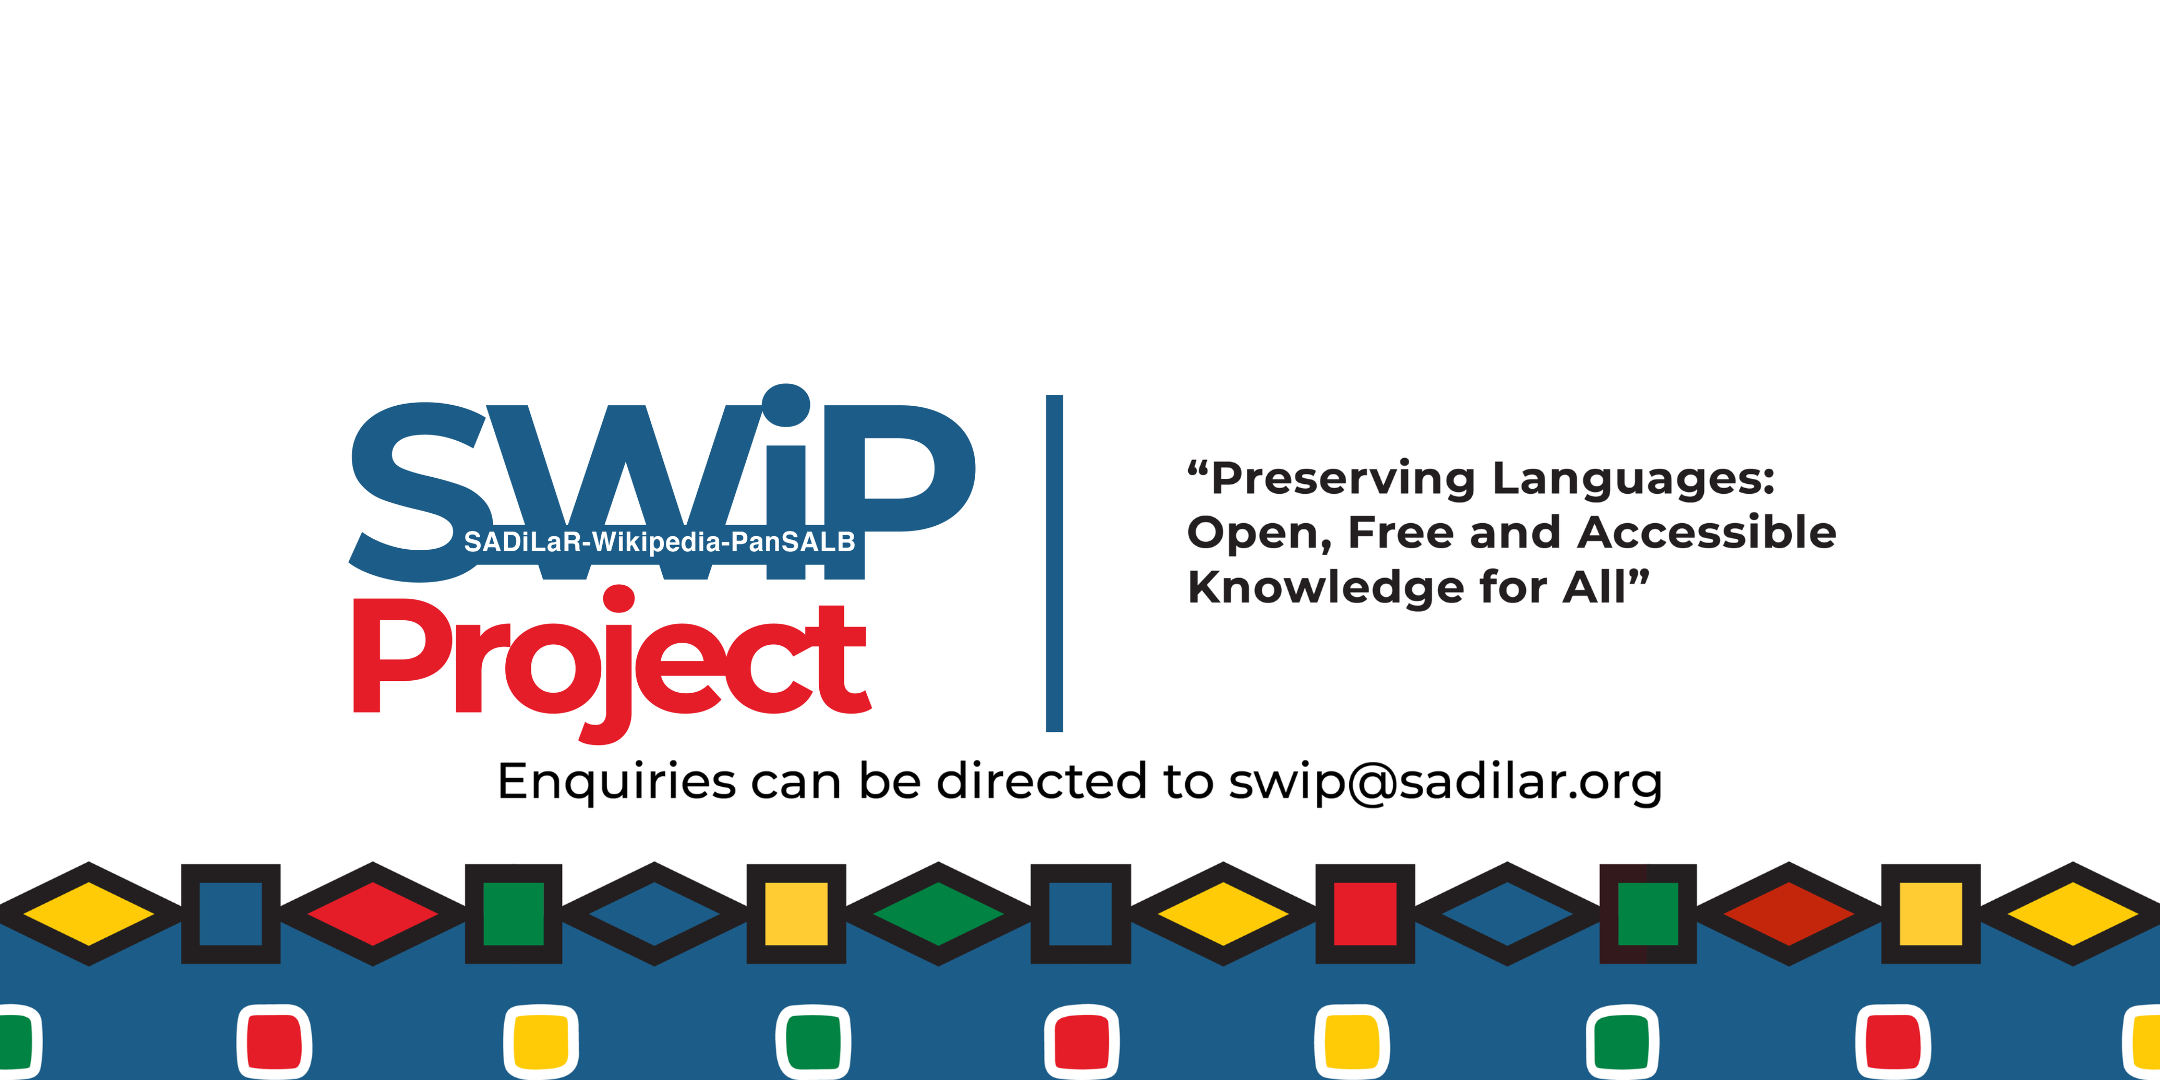 SWiP
SADiLaR-Wikipedia-PanSALB
Project
“Preserving Languages:
Open, Free and Accessible
Knowledge for All”
Enquiries can be directed to swip@sadilar.org